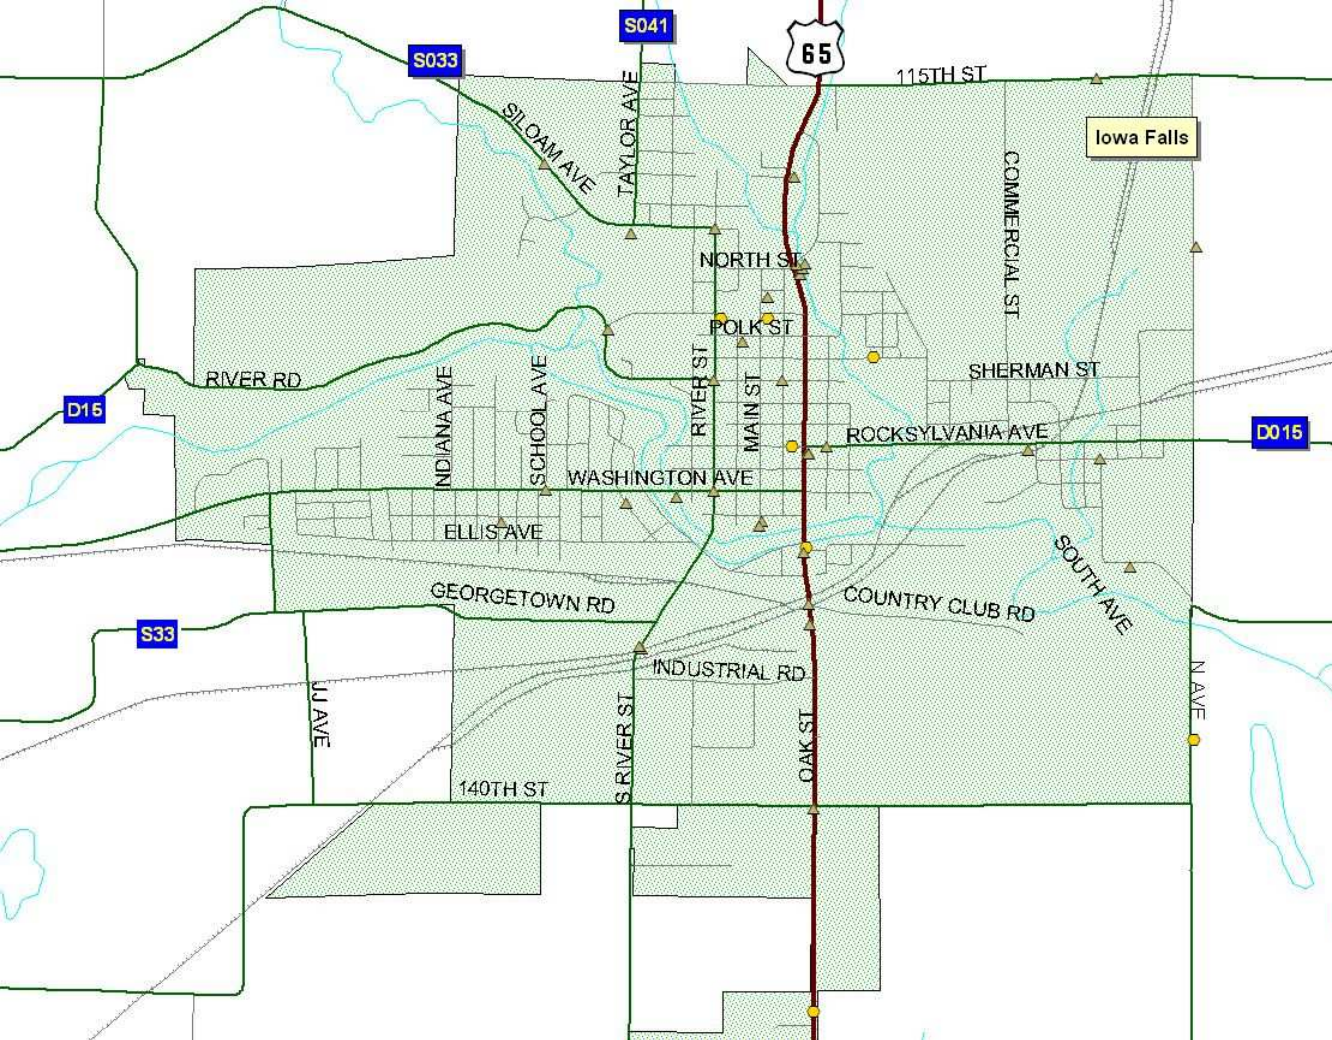 S041
65
S033
115TH ST
SILOAM AVE
TAYLOR AVE
Iowa Falls
COMMERCIAL ST
NORTH ST
POLK ST
RIVER RD
INDIANA AVE
SCHOOL AVE
RIVER ST
MAIN ST
SHERMAN ST
D15
ROCKSYLVANIA AVE
D015
WASHINGTON AVE
ELLIS AVE
SOUTH AVE
GEORGETOWN RD
COUNTRY CLUB RD
S33
INDUSTRIAL RD
JJ AVE
S RIVER ST
OAK ST
N AVE
140TH ST